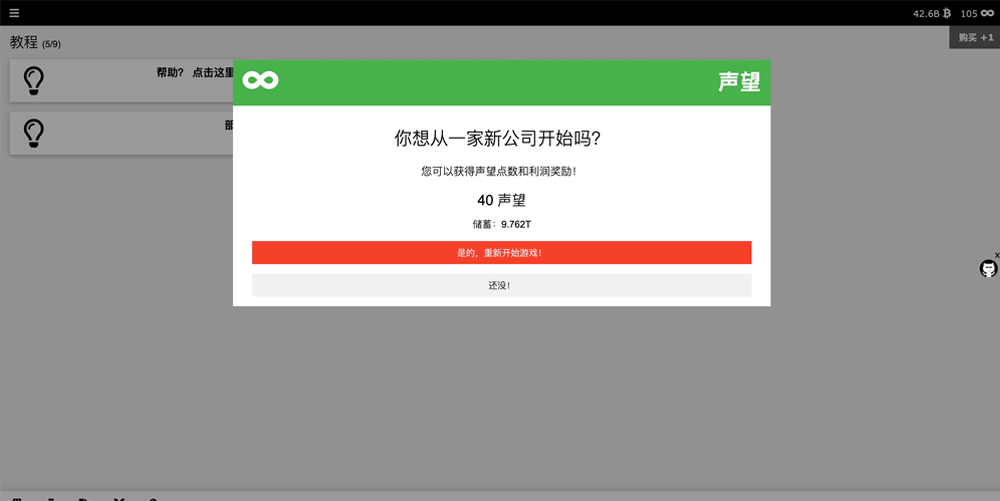 42.6B 105
教程 (5/9)
购买 +1
帮助? 点击这里
声望
你想从一家新公司开始吗?
您可以获得声望点数和利润奖励!
40 声望
储蓄: 9.762T
是的, 重新开始游戏!
还没!
x